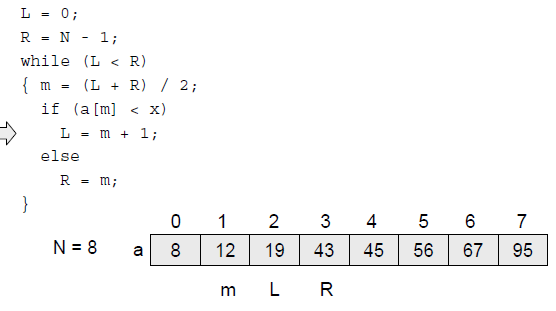 L = 0;
R = N - 1;
while (L < R)
{ m = (L + R) / 2;
if (a[m] < x)
L = m + 1;
else
R = m;
}
0 1 2 3 4 5 6 7
N = 8 a 8 12 19 43 45 56 67 95
m L R